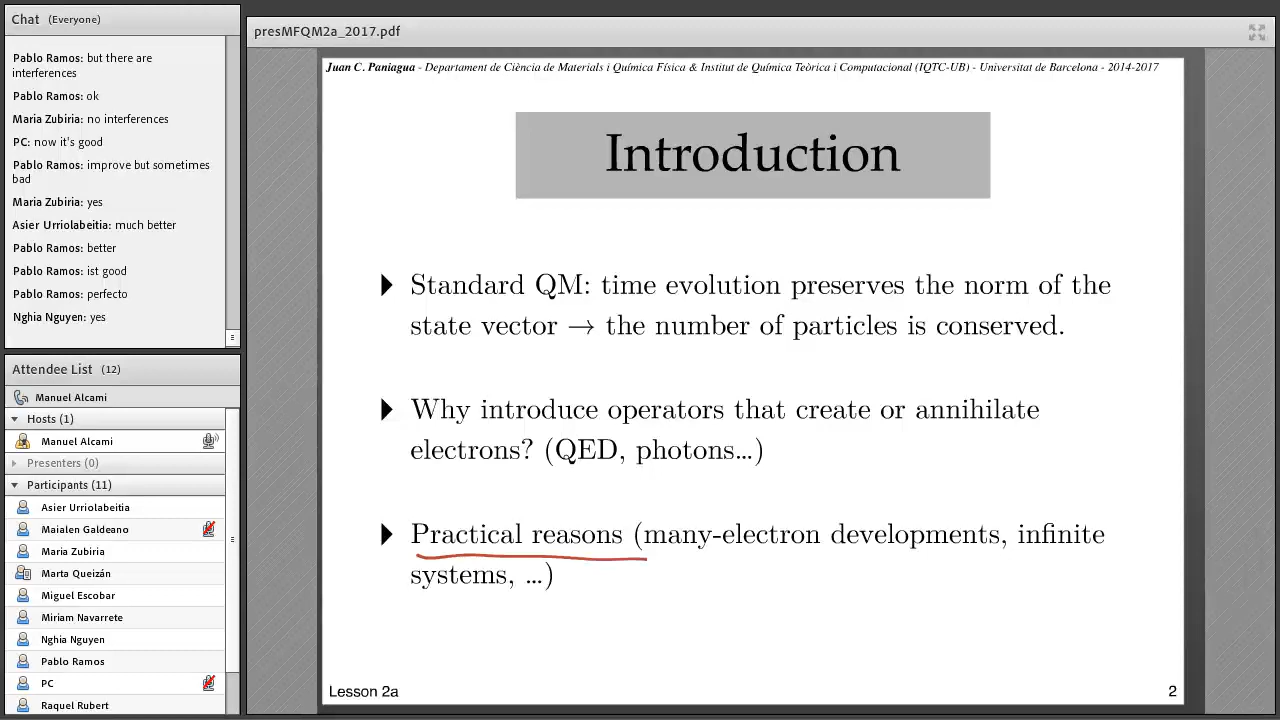 Chat (Everyone)
Pablo Ramos: but there are
interferences
Pablo Ramos: ok
Maria Zubiria: no interferences
PC: now it's good
Pablo Ramos: improve but sometimes
bad
Maria Zubiria: yes
Asier Urriolabeitia: much better
Pablo Ramos: better
Pablo Ramos: ist good
Pablo Ramos: perfecto
Nghia Nguyen: yes
Attendee List (12)
Manuel Alcami
Hosts (1)
Manuel Alcami
Presenters (0)
Participants (11)
Asier Urriolabeitia
Maialen Galdeano
Maria Zubiria
Marta Queizán
Miguel Escobar
Miriam Navarrete
Nghia Nguyen
Pablo Ramos
PC
Raquel Rubert
presMFQM2a_2017.pdf
Juan C. Paniagua - Departament de Ciència de Materials i Química Física & Institut de Química Teòrica i Computacional (IQTC-UB) - Universitat de Barcelona - 2014-2017
Introduction
Standard QM: time evolution preserves the norm of the
state vector → the number of particles is conserved.
Why introduce operators that create or annihilate
electrons? (QED, photons…)
Practical reasons (many-electron developments, infinite
systems, …)
Lesson 2a
2